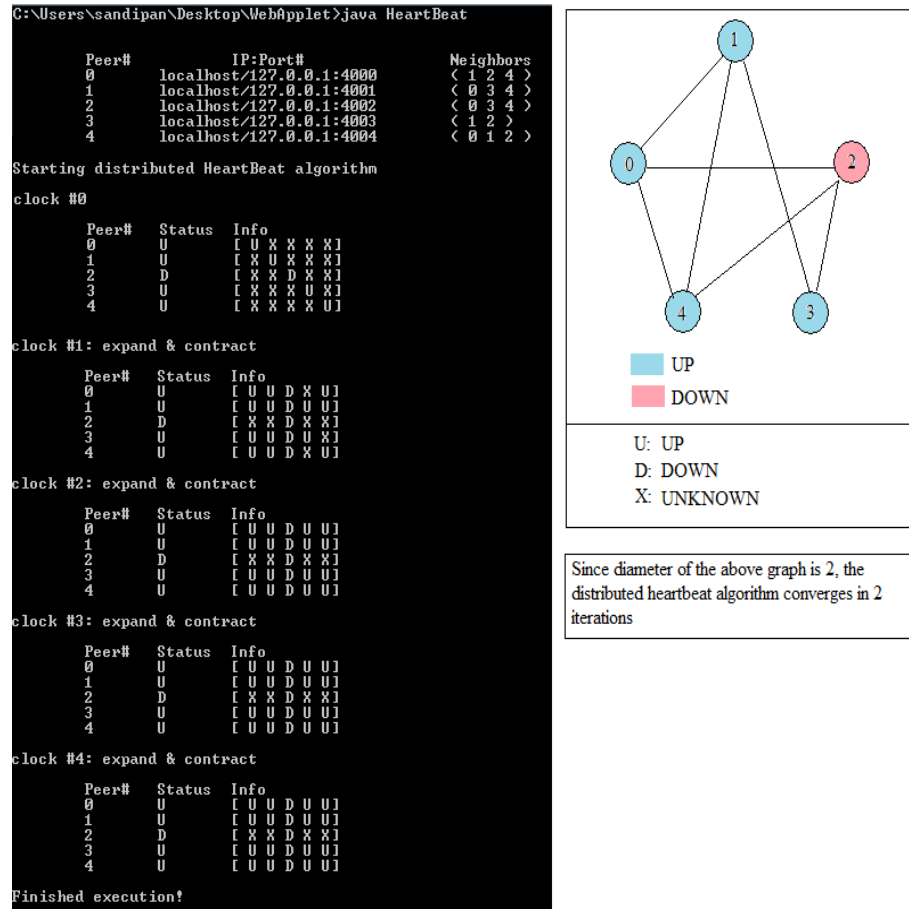 C:\Users\sandipan\Desktop\WebApplet>java HeartBeat
Peer# IP:Port# Neighbors
0 localhost/127.0.0.1:4000 ( 1 2 4 )
1 localhost/127.0.0.1:4001 ( 0 3 4 )
2 localhost/127.0.0.1:4002 ( 0 3 4 )
3 localhost/127.0.0.1:4003 ( 1 2 )
4 localhost/127.0.0.1:4004 ( 0 1 2 )
Starting distributed HeartBeat algorithm
clock #0
Peer# Status Info
0 U [ U X X X X]
1 U [ X U X X X]
2 D [ X X D X X]
3 U [ X X X U X]
4 U [ X X X X U]
clock #1: expand & contract
Peer# Status Info
0 U [ U U D X U]
1 U [ U U D U U]
2 D [ X X D X X]
3 U [ U U D U X]
4 U [ U U D X U]
clock #2: expand & contract
Peer# Status Info
0 U [ U U D U U]
1 U [ U U D U U]
2 D [ X X D X X]
3 U [ U U D U U]
4 U [ U U D U U]
clock #3: expand & contract
Peer# Status Info
0 U [ U U D U U]
1 U [ U U D U U]
2 D [ X X D X X]
3 U [ U U D U U]
4 U [ U U D U U]
clock #4: expand & contract
Peer# Status Info
0 U [ U U D U U]
1 U [ U U D U U]
2 D [ X X D X X]
3 U [ U U D U U]
4 U [ U U D U U]
Finished execution!
1
0
2
4
3
UP
DOWN
U: UP
D: DOWN
X: UNKNOWN
Since diameter of the above graph is 2, the
distributed heartbeat algorithm converges in 2
iterations